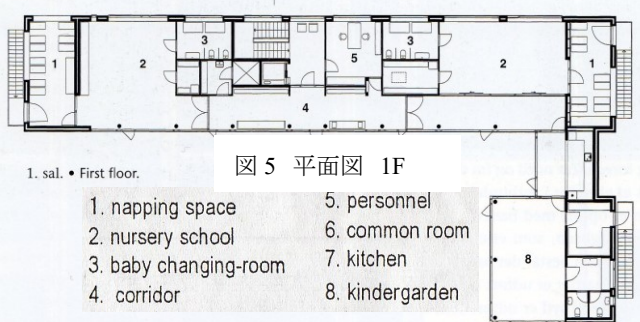 1 2 3 5 3 2 1
4
1. sal. • First floor.
図 5 平面図 1F
1. napping space
2. nursery school
3. baby changing-room
4. corridor
5. personnel
6. common room
7. kitchen
8. kindergarden
8